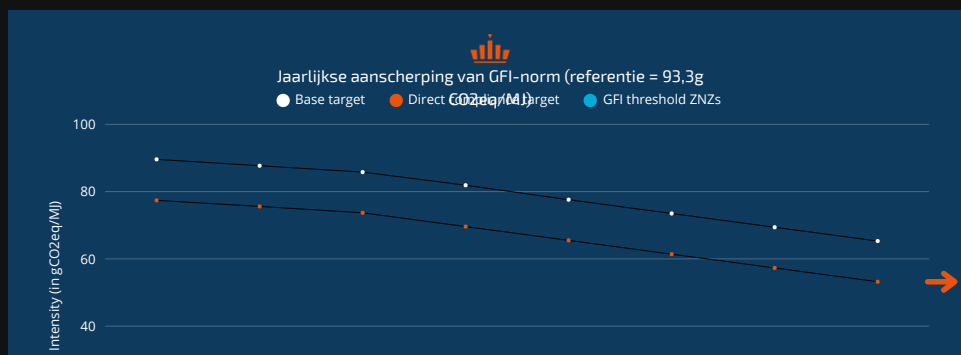 Jaarlijkse aanscherping van GFI-norm (referentie = 93,3g
CO2eq/MJ)
Base target
Direct compliance target
GFI threshold ZNZs
100
80
60
40
Intensity (in gCO2eq/MJ)